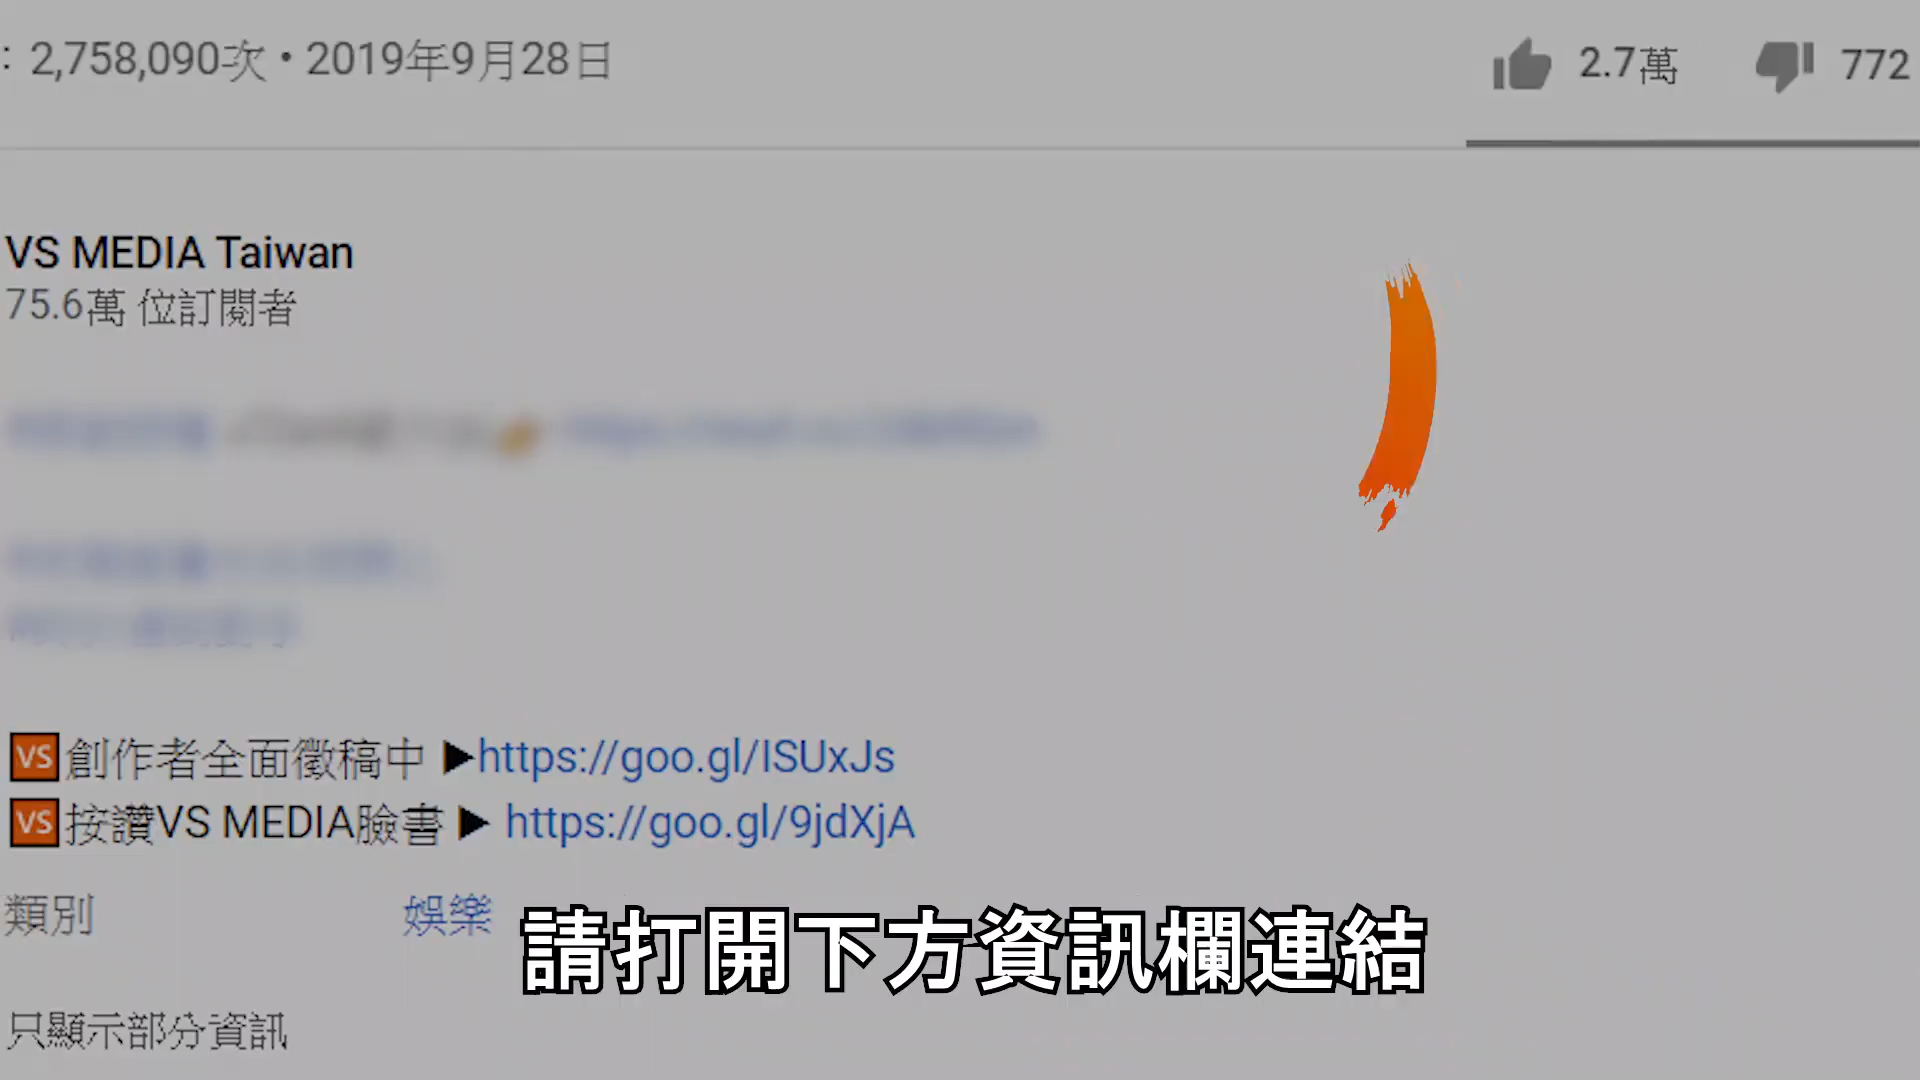 ：2,758,090次 • 2019年9月28日
2.7萬
772
VS MEDIA Taiwan
75.6萬 位訂閱者
VS創作者全面徵稿中 ▶https://goo.gl/ISUxJs
VS按讚VS MEDIA臉書 ▶ https://goo.gl/9jdXjA
類別 娛樂
請打開下方資訊欄連結
只顯示部分資訊